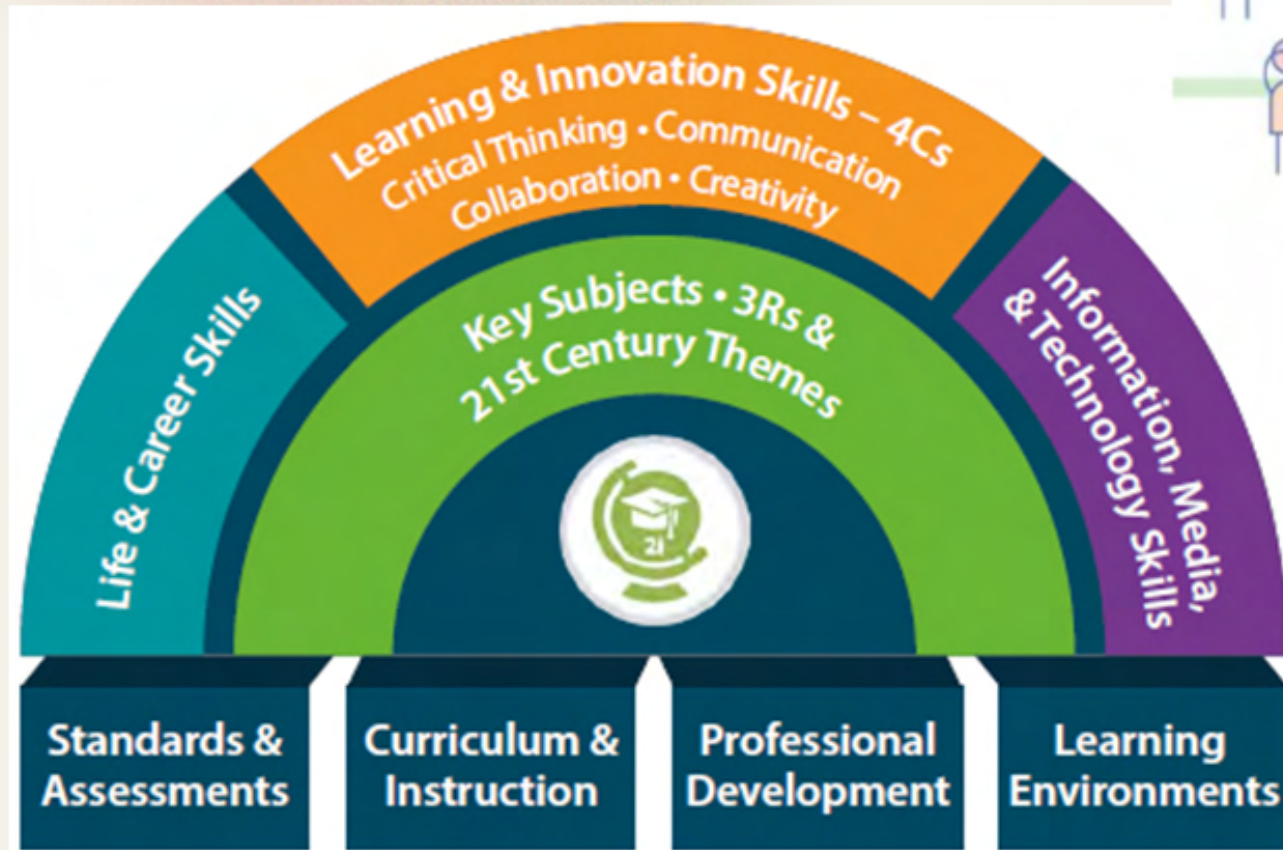 Learning & Innovation Skills – 4Cs
Critical Thinking • Communication
Collaboration • Creativity
Life & Career Skills
Key Subjects • 3Rs &
21st Century Themes
Information, Media,
& Technology Skills
21
Standards &
Assessments
Curriculum &
Instruction
Professional
Development
Learning
Environments